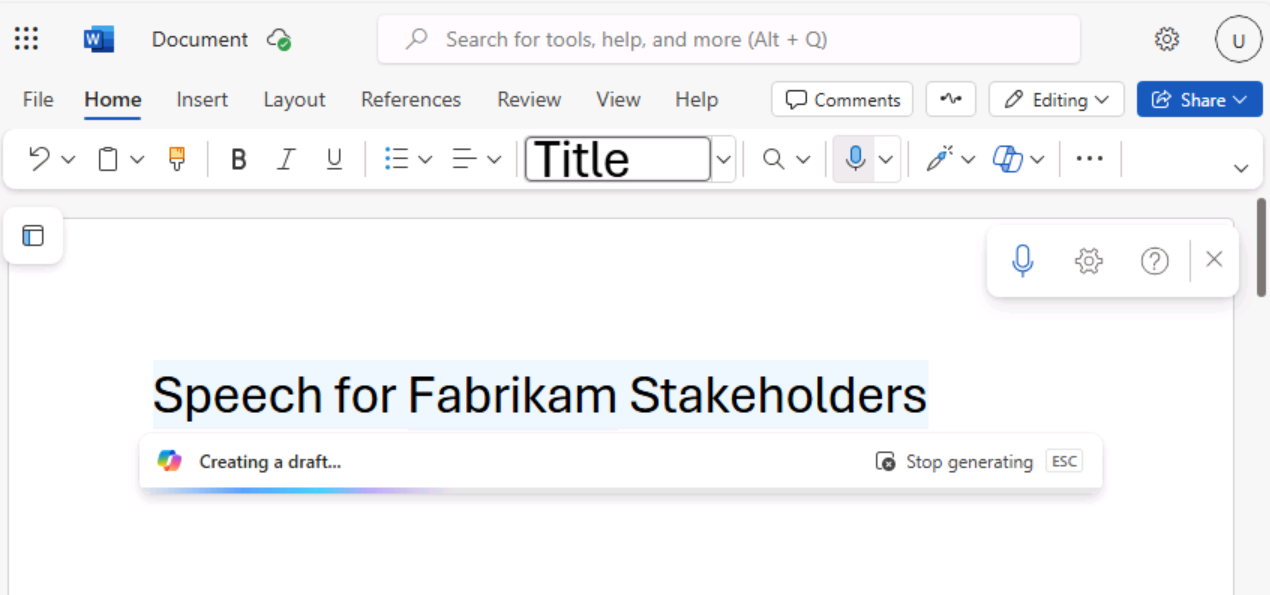 W Document Search for tools, help, and more (Alt + Q) U
File Home Insert Layout References Review View Help Comments Editing Share
B I U Title
Speech for Fabrikam Stakeholders
Creating a draft... Stop generating ESC